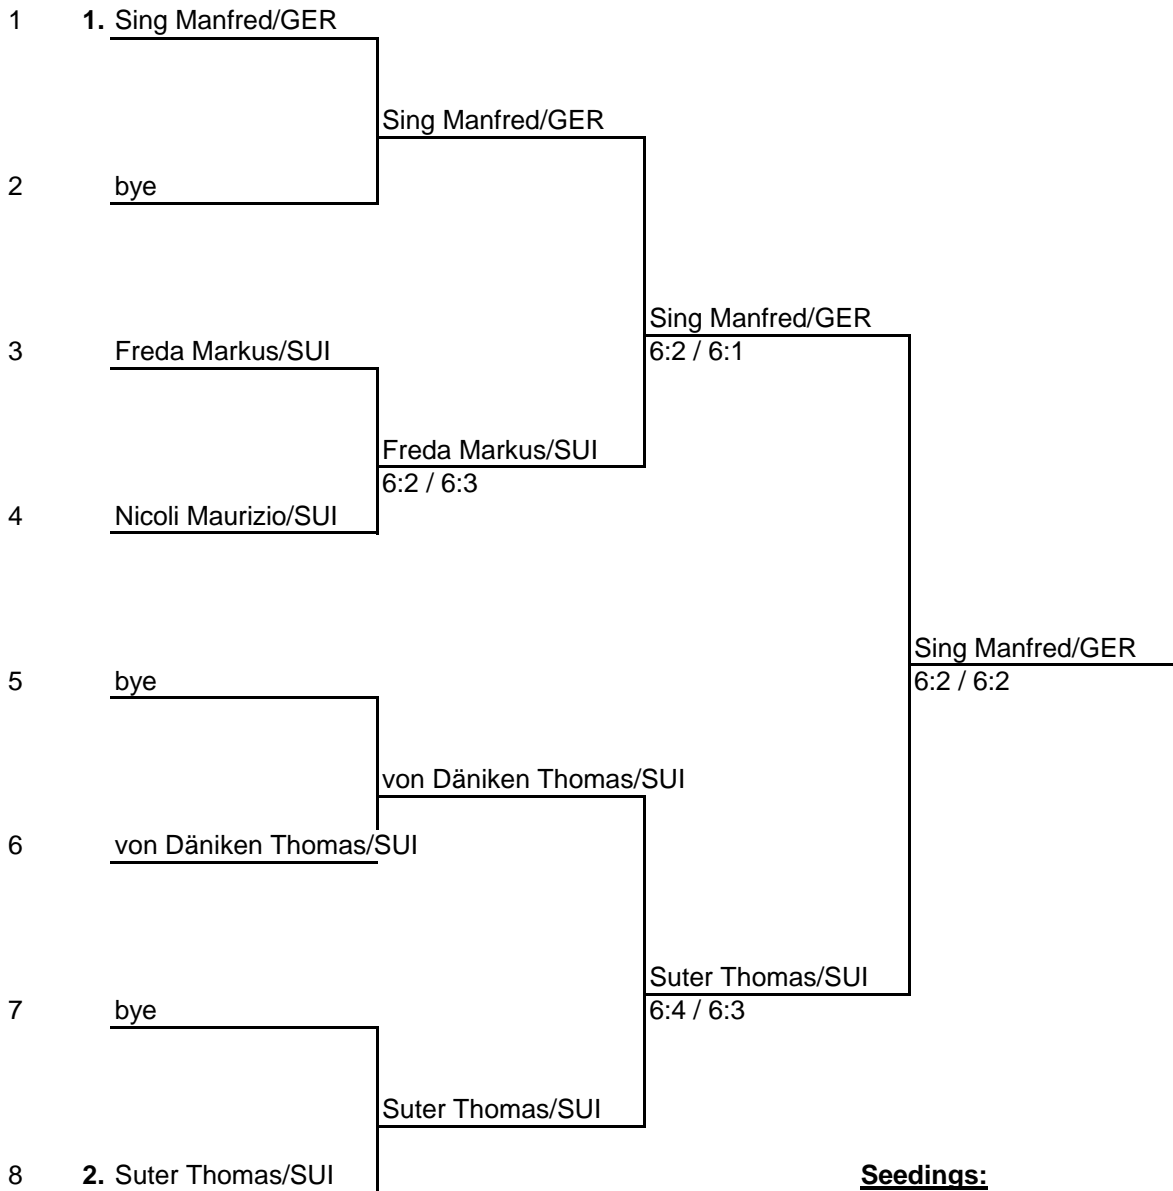 1 1. Sing Manfred/GER
Sing Manfred/GER
2 bye
Sing Manfred/GER
3 Freda Markus/SUI 6:2 / 6:1
Freda Markus/SUI
6:2 / 6:3
4 Nicoli Maurizio/SUI
Sing Manfred/GER
5 bye 6:2 / 6:2
von Däniken Thomas/SUI
6 von Däniken Thomas/SUI
Suter Thomas/SUI
7 bye 6:4 / 6:3
Suter Thomas/SUI
8 2. Suter Thomas/SUI Seedings: